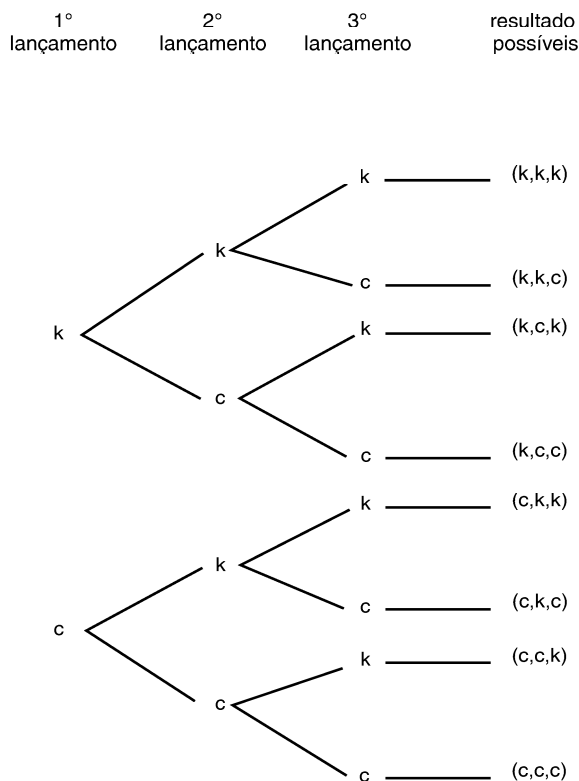 1° 2° 3° resultado
lançamento lançamento lançamento possíveis
k (k,k,k)
k
c (k,k,c)
k (k,c,k)
k
c
c (k,c,c)
k (c,k,k)
k
c (c,k,c)
c
k (c,c,k)
c
c (c,c,c)